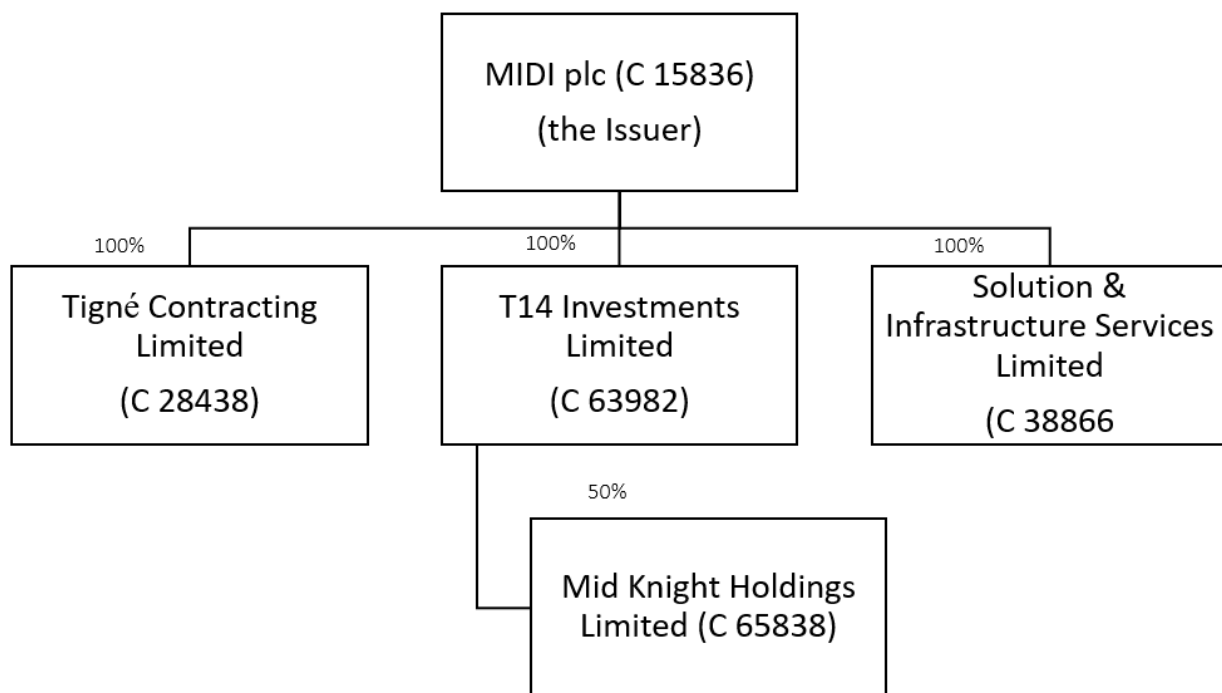 MIDI plc (C 15836)
(the Issuer)
100%
100%
100%
Tigné Contracting
Limited
(C 28438)
T14 Investments
Limited
(C 63982)
Solution &
Infrastructure Services
Limited
(C 38866
50%
Mid Knight Holdings
Limited (C 65838)